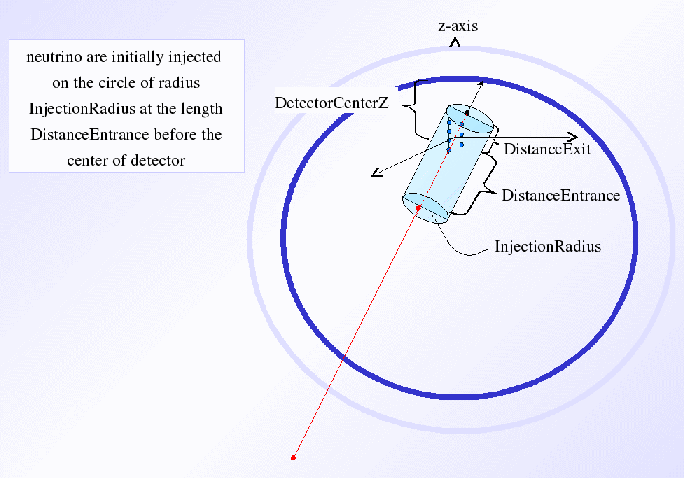 z-axis
neutrino are initially injected
on the circle of radius
InjectionRadius at the length
DistanceEntrance before the
center of detector
DetectorCenterZ
DistanceExit
DistanceEntrance
InjectionRadius